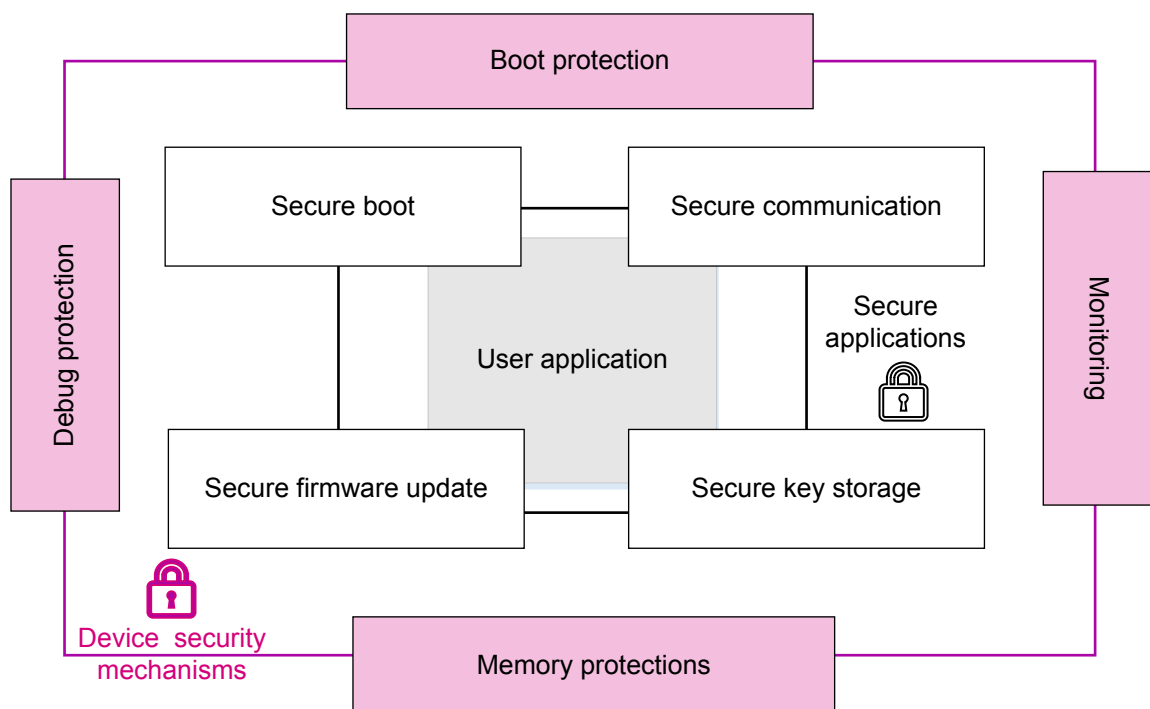 Boot protection
Secure boot
Secure communication
Debug protection
Monitoring
Secure
applications
User application
Secure firmware update
Secure key storage
Device security
mechanisms
Memory protections